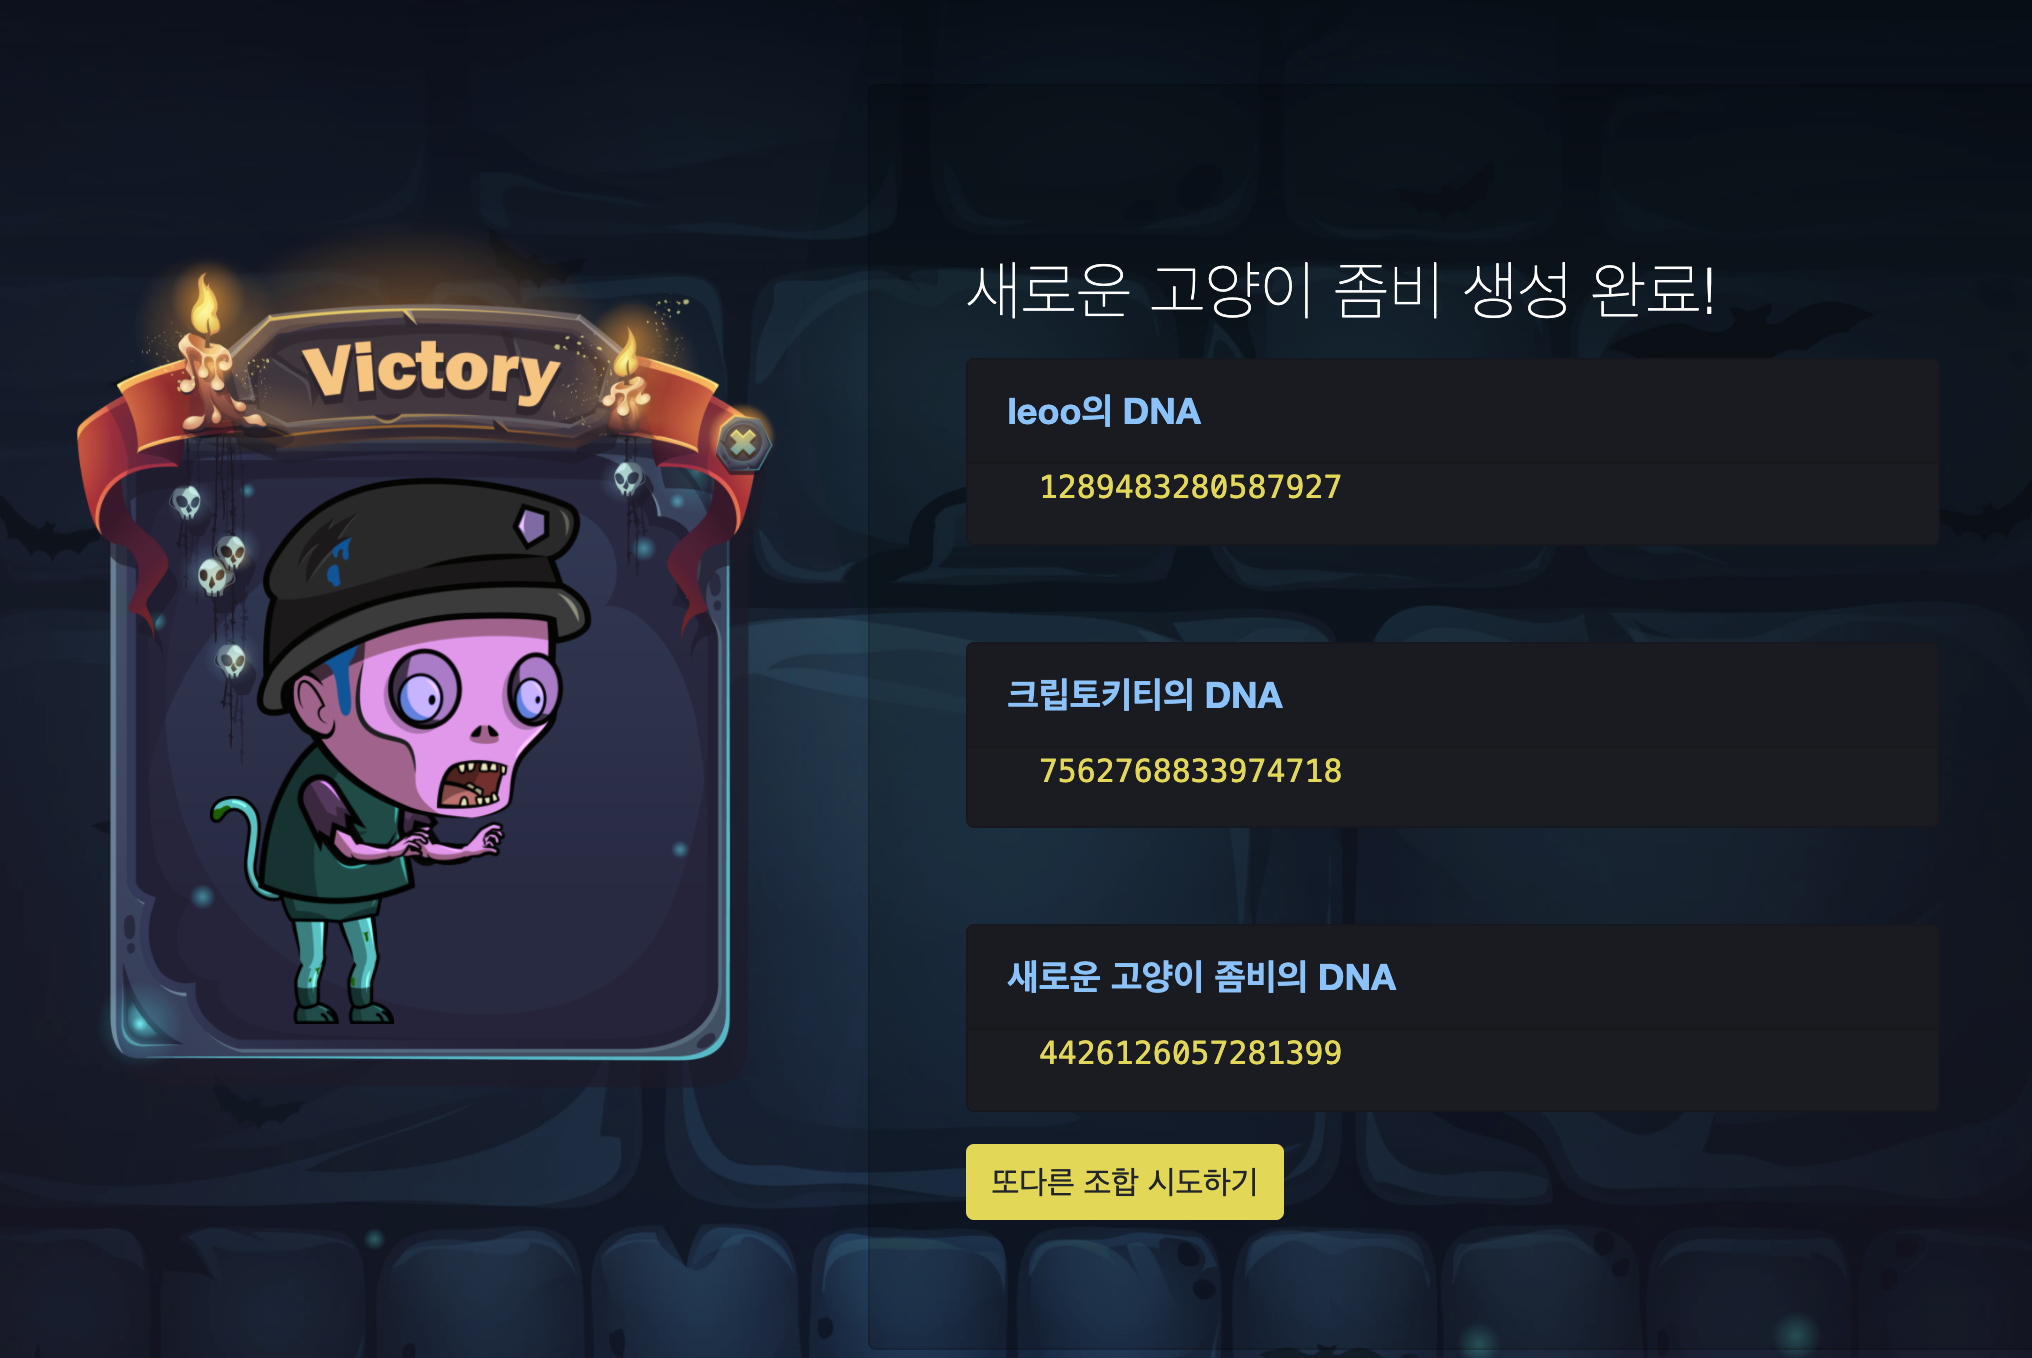 Victory
새로운 고양이 좀비 생성 완료!
leoo의 DNA
1289483280587927
크립토키티의 DNA
7562768833974718
새로운 고양이 좀비의 DNA
4426126057281399
또다른 조합 시도하기